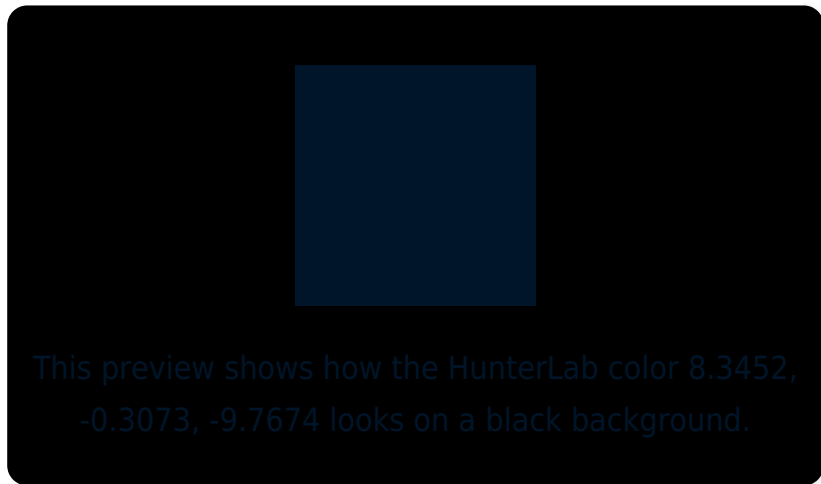 This preview shows how the HunterLab color 8.3452,
-0.3073, -9.7674 looks on a black background.